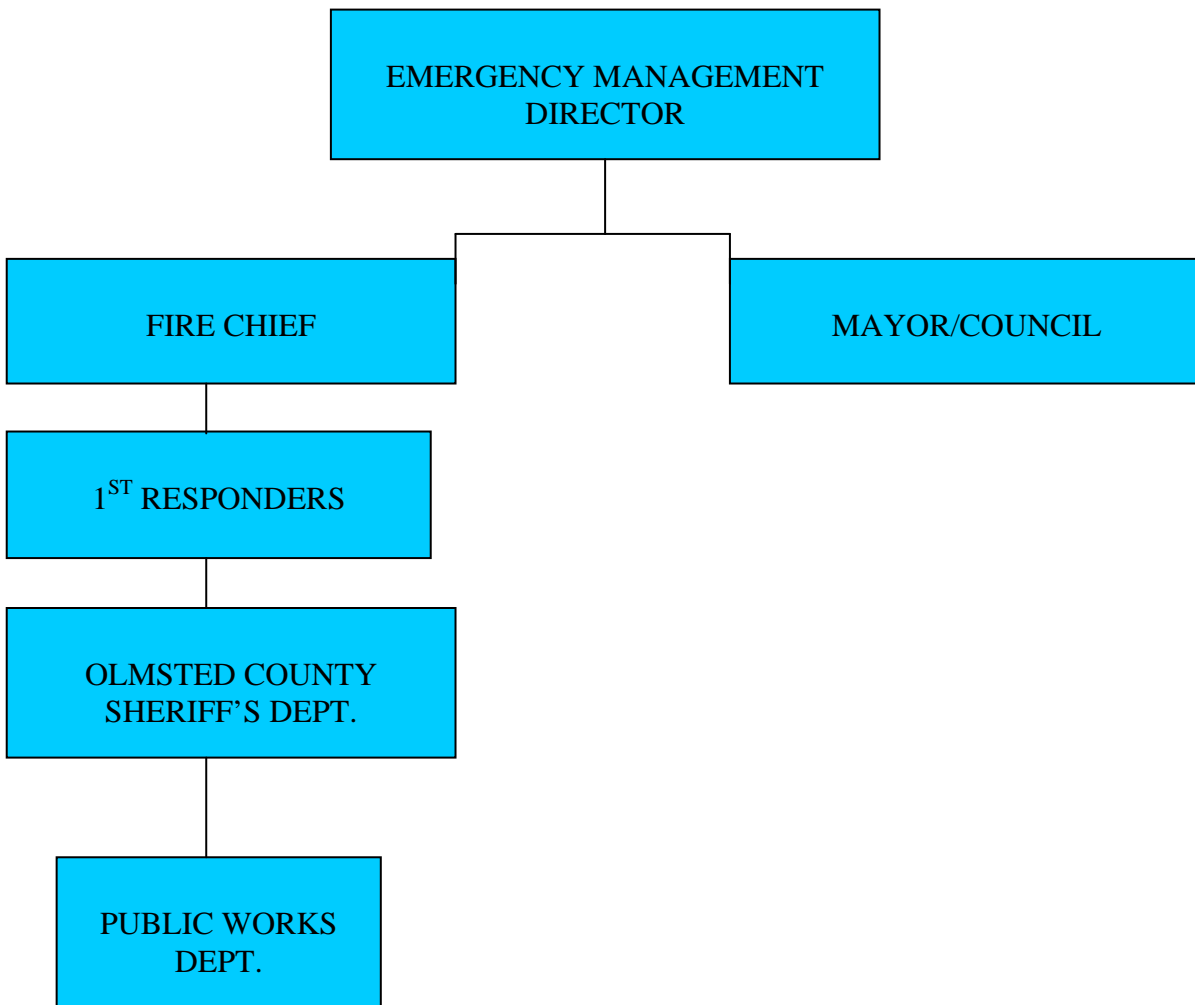 EMERGENCY MANAGEMENT
DIRECTOR
FIRE CHIEF
MAYOR/COUNCIL
1ST RESPONDERS
OLMSTED COUNTY
SHERIFF’S DEPT.
PUBLIC WORKS
DEPT.